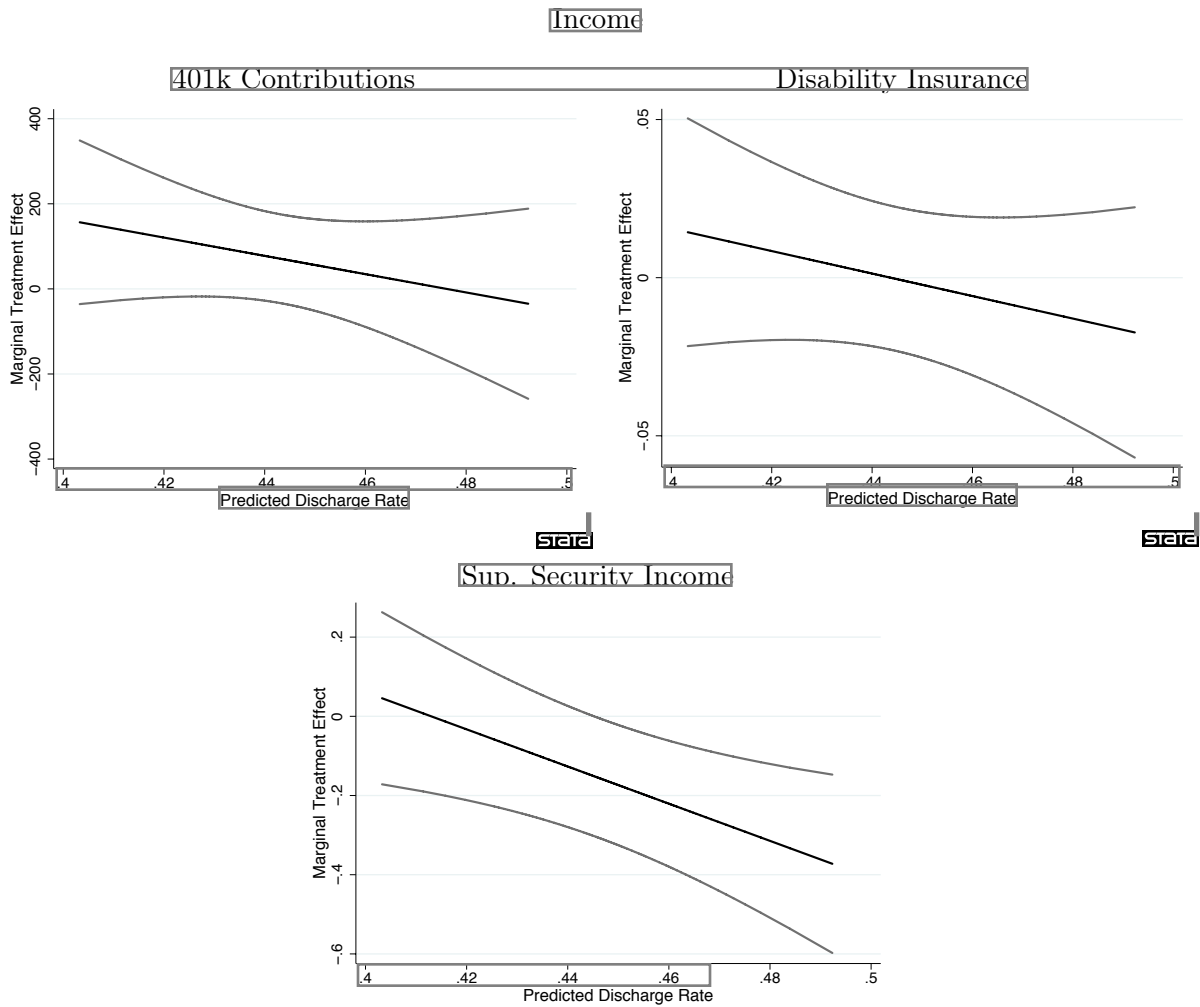 Income
401k Contributions Disability Insurance
400
200
0
−200
−400
Marginal Treatment Effect
.4 .42 .44 .46 .48 .5
Predicted Discharge Rate
stata
.05
0
−.05
Marginal Treatment Effect
.4 .42 .44 .46 .48 .5
Predicted Discharge Rate
stata
Sup. Security Income
.2
0
−.2
−.4
−.6
Marginal Treatment Effect
.4 .42 .44 .46 .48 .5
Predicted Discharge Rate